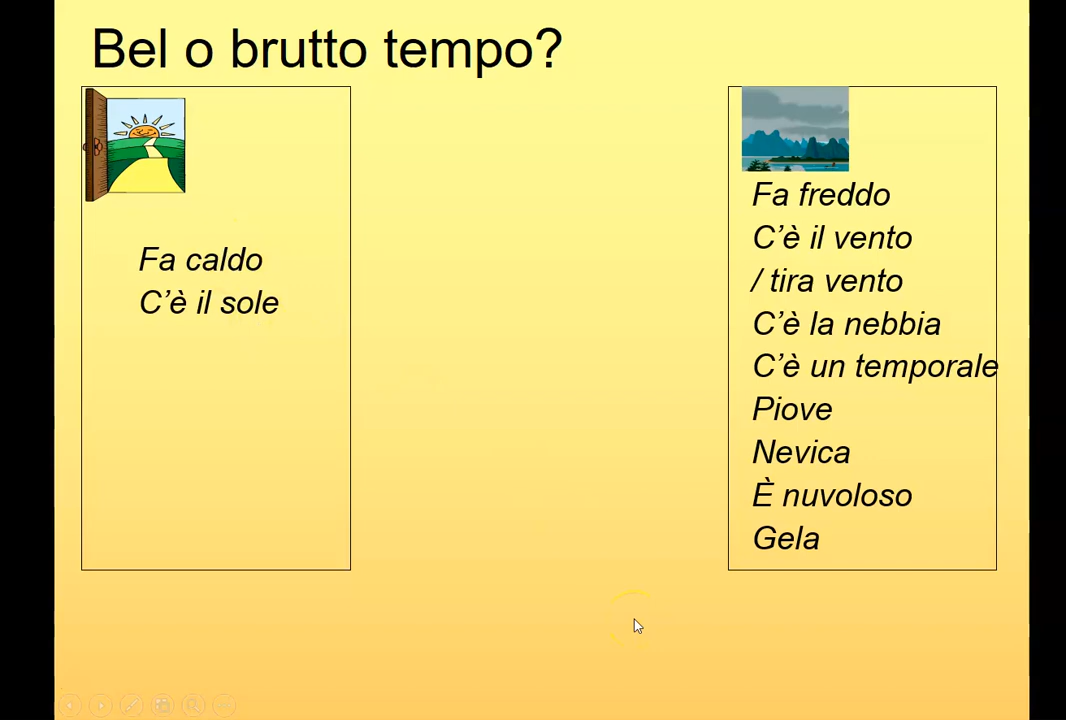 Bel o brutto tempo?
Fa caldo
C'è il sole
Fa freddo
C'è il vento
/ tira vento
C'è la nebbia
C'è un temporale
Piove
Nevica
È nuvoloso
Gela